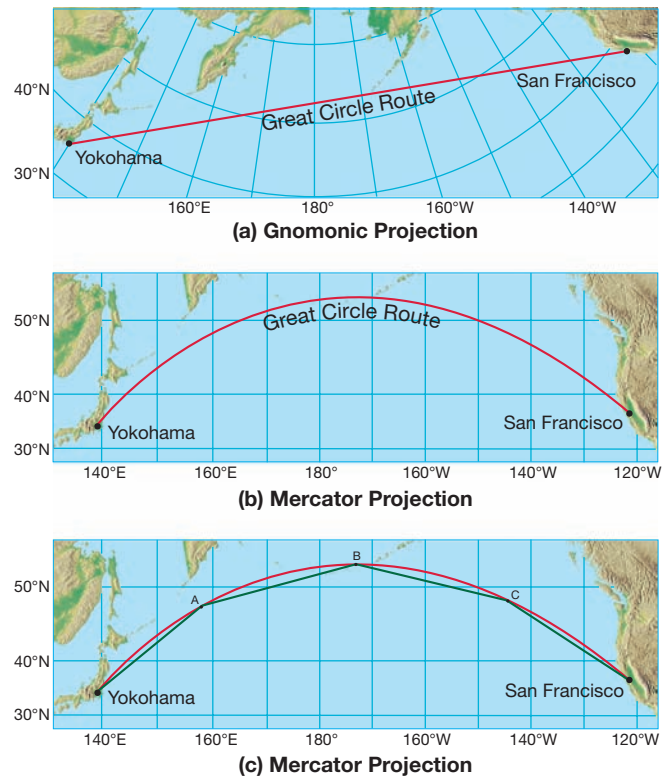 40°N
San Francisco
Great Circle Route
Yokohama
30°N
160°E 180° 160°W 140°W
(a) Gnomonic Projection
50°N
Great Circle Route
40°N
San Francisco
Yokohama
30°N
140°E 160°E 180° 160°W 140°W 120°W
(b) Mercator Projection
B
50°N
A
C
40°N
San Francisco
Yokohama
30°N
140°E 160°E 180° 160°W 140°W 120°W
(c) Mercator Projection